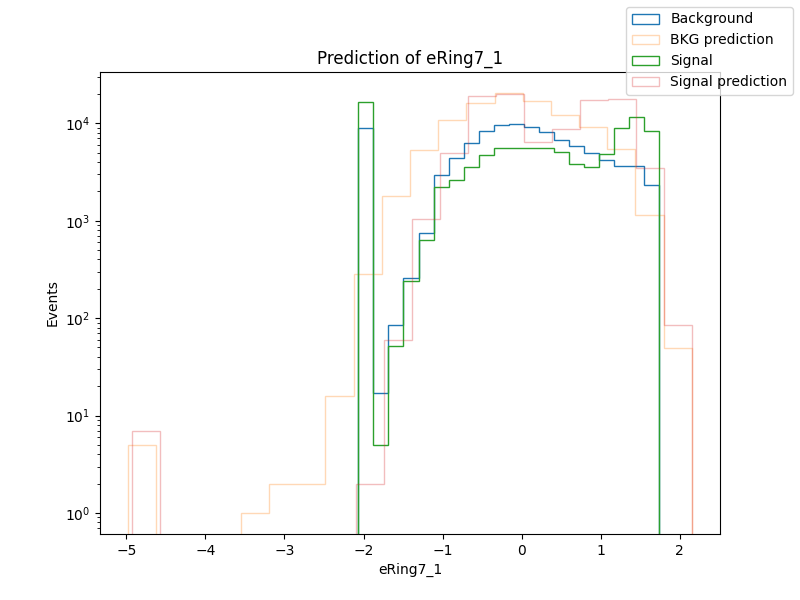 Prediction of eRing7_1
Background
BKG prediction
Signal
Signal prediction
Events
10⁴
10³
10²
10¹
10⁰
−5 −4 −3 −2 −1 0 1 2
eRing7_1